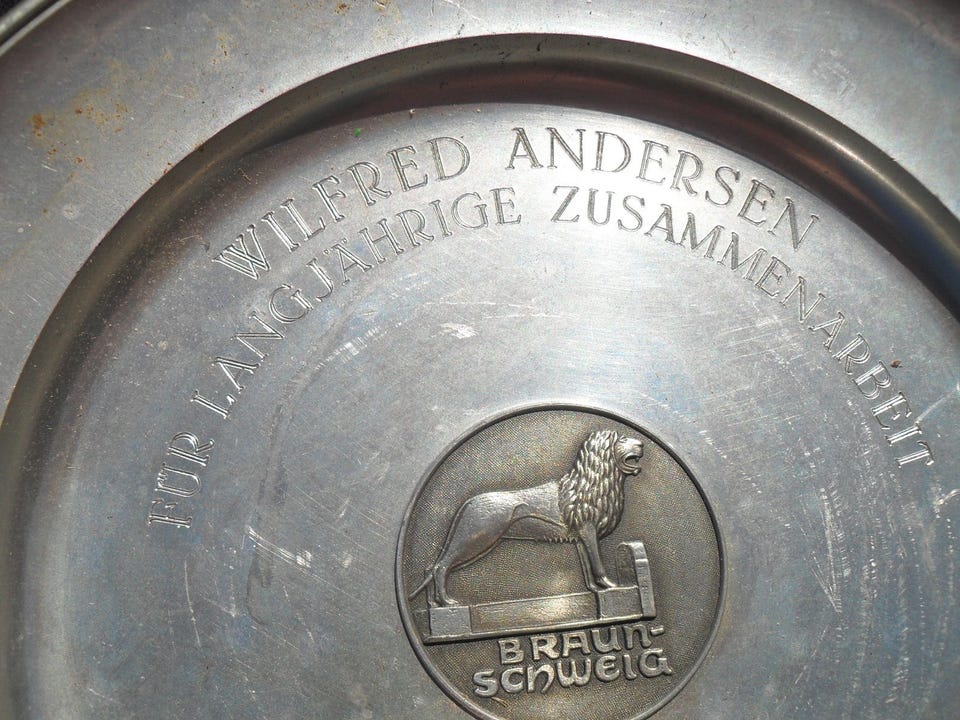 WILFRED ANDERSEN
FÜR LANGJÄHRIGE ZUSAMMENARBEIT
BRAUN-
SCHWEIG